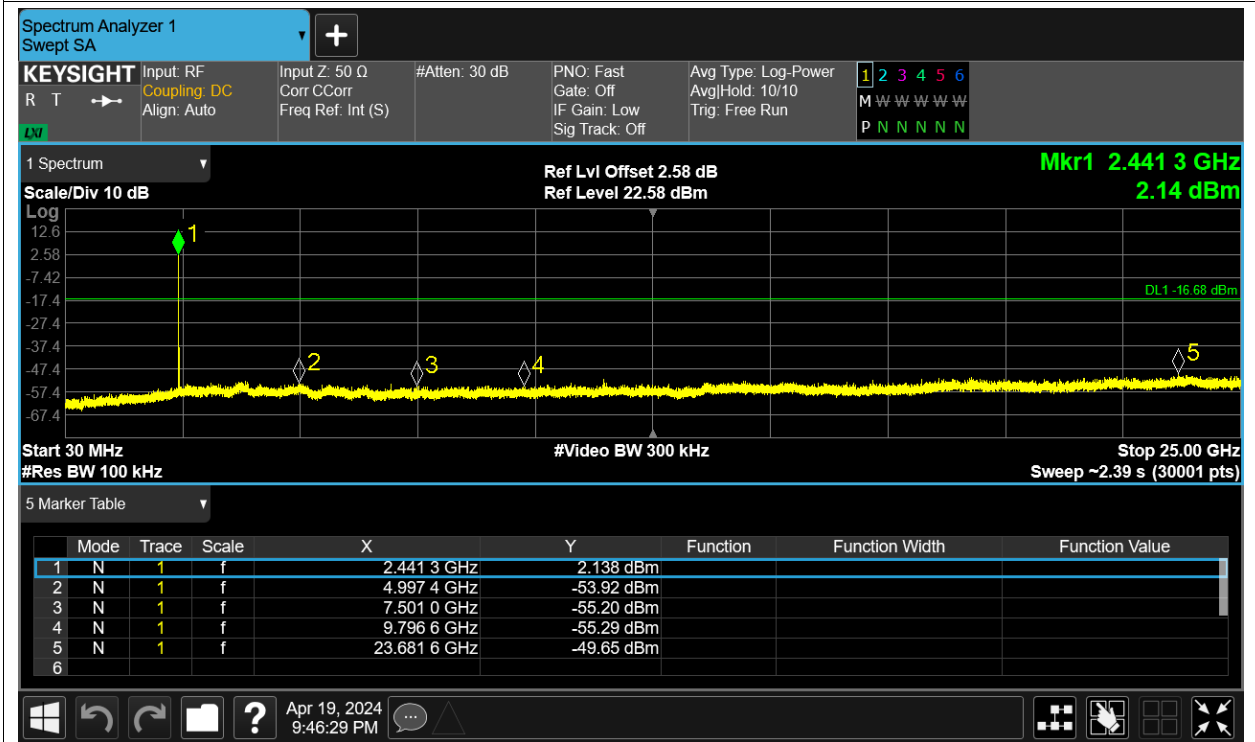 Spectrum Analyzer 1
Swept SA
KEYSIGHT
R T
LXI
Input: RF
Coupling: DC
Align: Auto
Input Z: 50 Ω
Corr CCorr
Freq Ref: Int (S)
#Atten: 30 dB
PNO: Fast
Gate: Off
IF Gain: Low
Sig Track: Off
Avg Type: Log-Power
Avg|Hold: 10/10
Trig: Free Run
1 2 3 4 5 6
M W W W W W
P N N N N N
1 Spectrum
Scale/Div 10 dB
Ref Lvl Offset 2.58 dB
Ref Level 22.58 dBm
Mkr1 2.441 3 GHz
2.14 dBm
Log
12.6
2.58
-7.42
-17.4
-27.4
-37.4
-47.4
-57.4
-67.4
1
2
3
4
5
DL1 -16.68 dBm
Start 30 MHz
#Res BW 100 kHz
#Video BW 300 kHz
Stop 25.00 GHz
Sweep ~2.39 s (30001 pts)
5 Marker Table
Mode Trace Scale X Y Function Function Width Function Value
1 N 1 f 2.441 3 GHz 2.138 dBm
2 N 1 f 4.997 4 GHz -53.92 dBm
3 N 1 f 7.501 0 GHz -55.20 dBm
4 N 1 f 9.796 6 GHz -55.29 dBm
5 N 1 f 23.681 6 GHz -49.65 dBm
6
?
Apr 19, 2024
9:46:29 PM